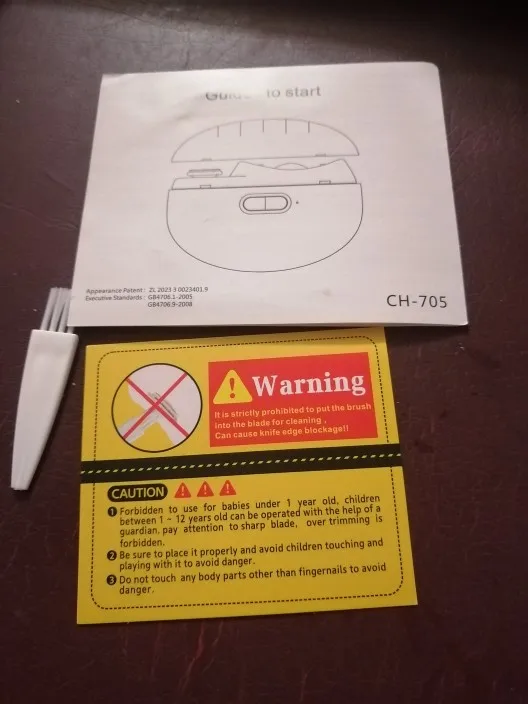 to start
Appearance Patent: ZL 2023 3 0023401.9
Executive Standards: GB4706.1-2005
GB4706.9-2008
CH-705
Warning
It is strictly prohibited to put the brush
into the blade for cleaning ,
Can cause knife edge blockage!!
CAUTION
1 Forbidden to use for babies under 1 year old, children
between 1 ~ 12 years old can be operated with the help of a
guardian. pay attention to sharp blade, over trimming is
forbidden.
2 Be sure to place it properly and avoid children touching and
playing with it to avoid danger.
3 Do not touch any body parts other than fingernails to avoid
danger.